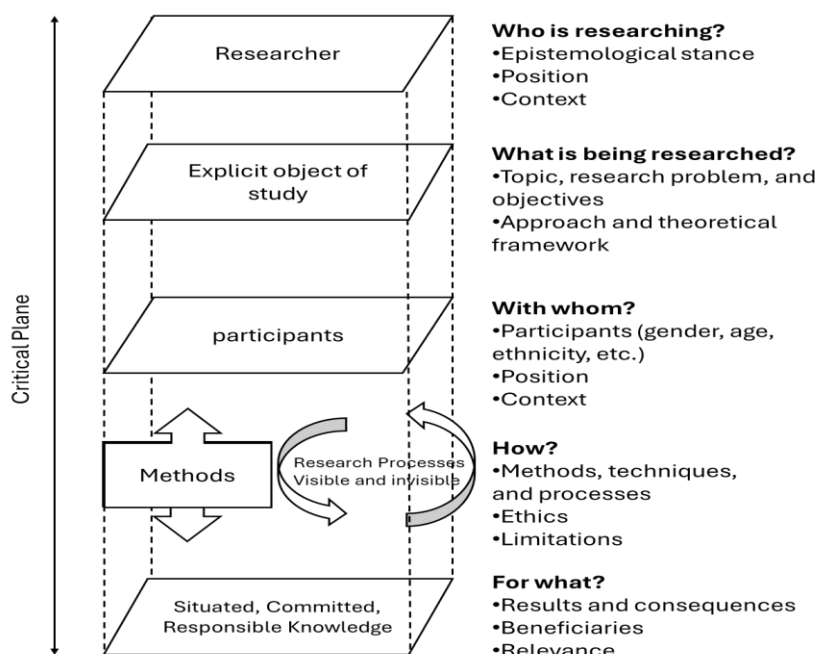 Critical Plane
Researcher
Who is researching?
•Epistemological stance
•Position
•Context
Explicit object of
study
What is being researched?
•Topic, research problem, and
objectives
•Approach and theoretical
framework
participants
With whom?
•Participants (gender, age,
ethnicity, etc.)
•Position
•Context
Methods
Research Processes
Visible and invisible
How?
•Methods, techniques,
and processes
•Ethics
•Limitations
Situated, Committed,
Responsible Knowledge
For what?
•Results and consequences
•Beneficiaries
•Relevance